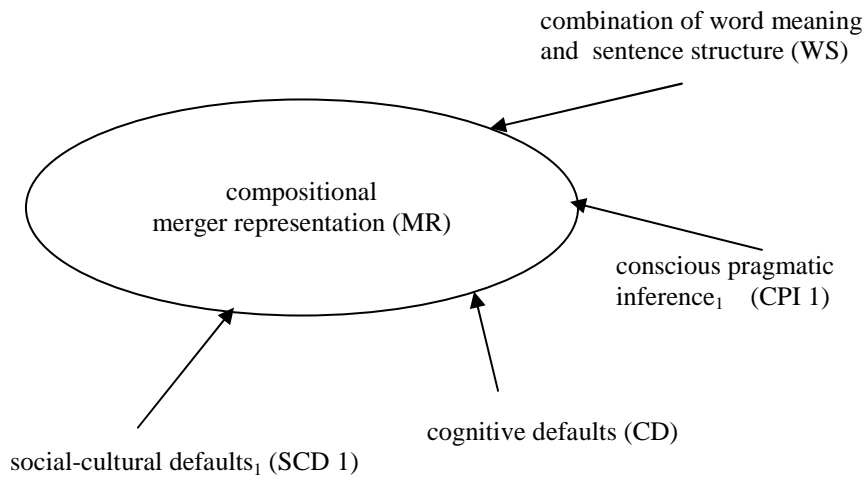 combination of word meaning
and sentence structure (WS)
compositional
merger representation (MR)
conscious pragmatic
inference₁ (CPI 1)
cognitive defaults (CD)
social-cultural defaults₁ (SCD 1)